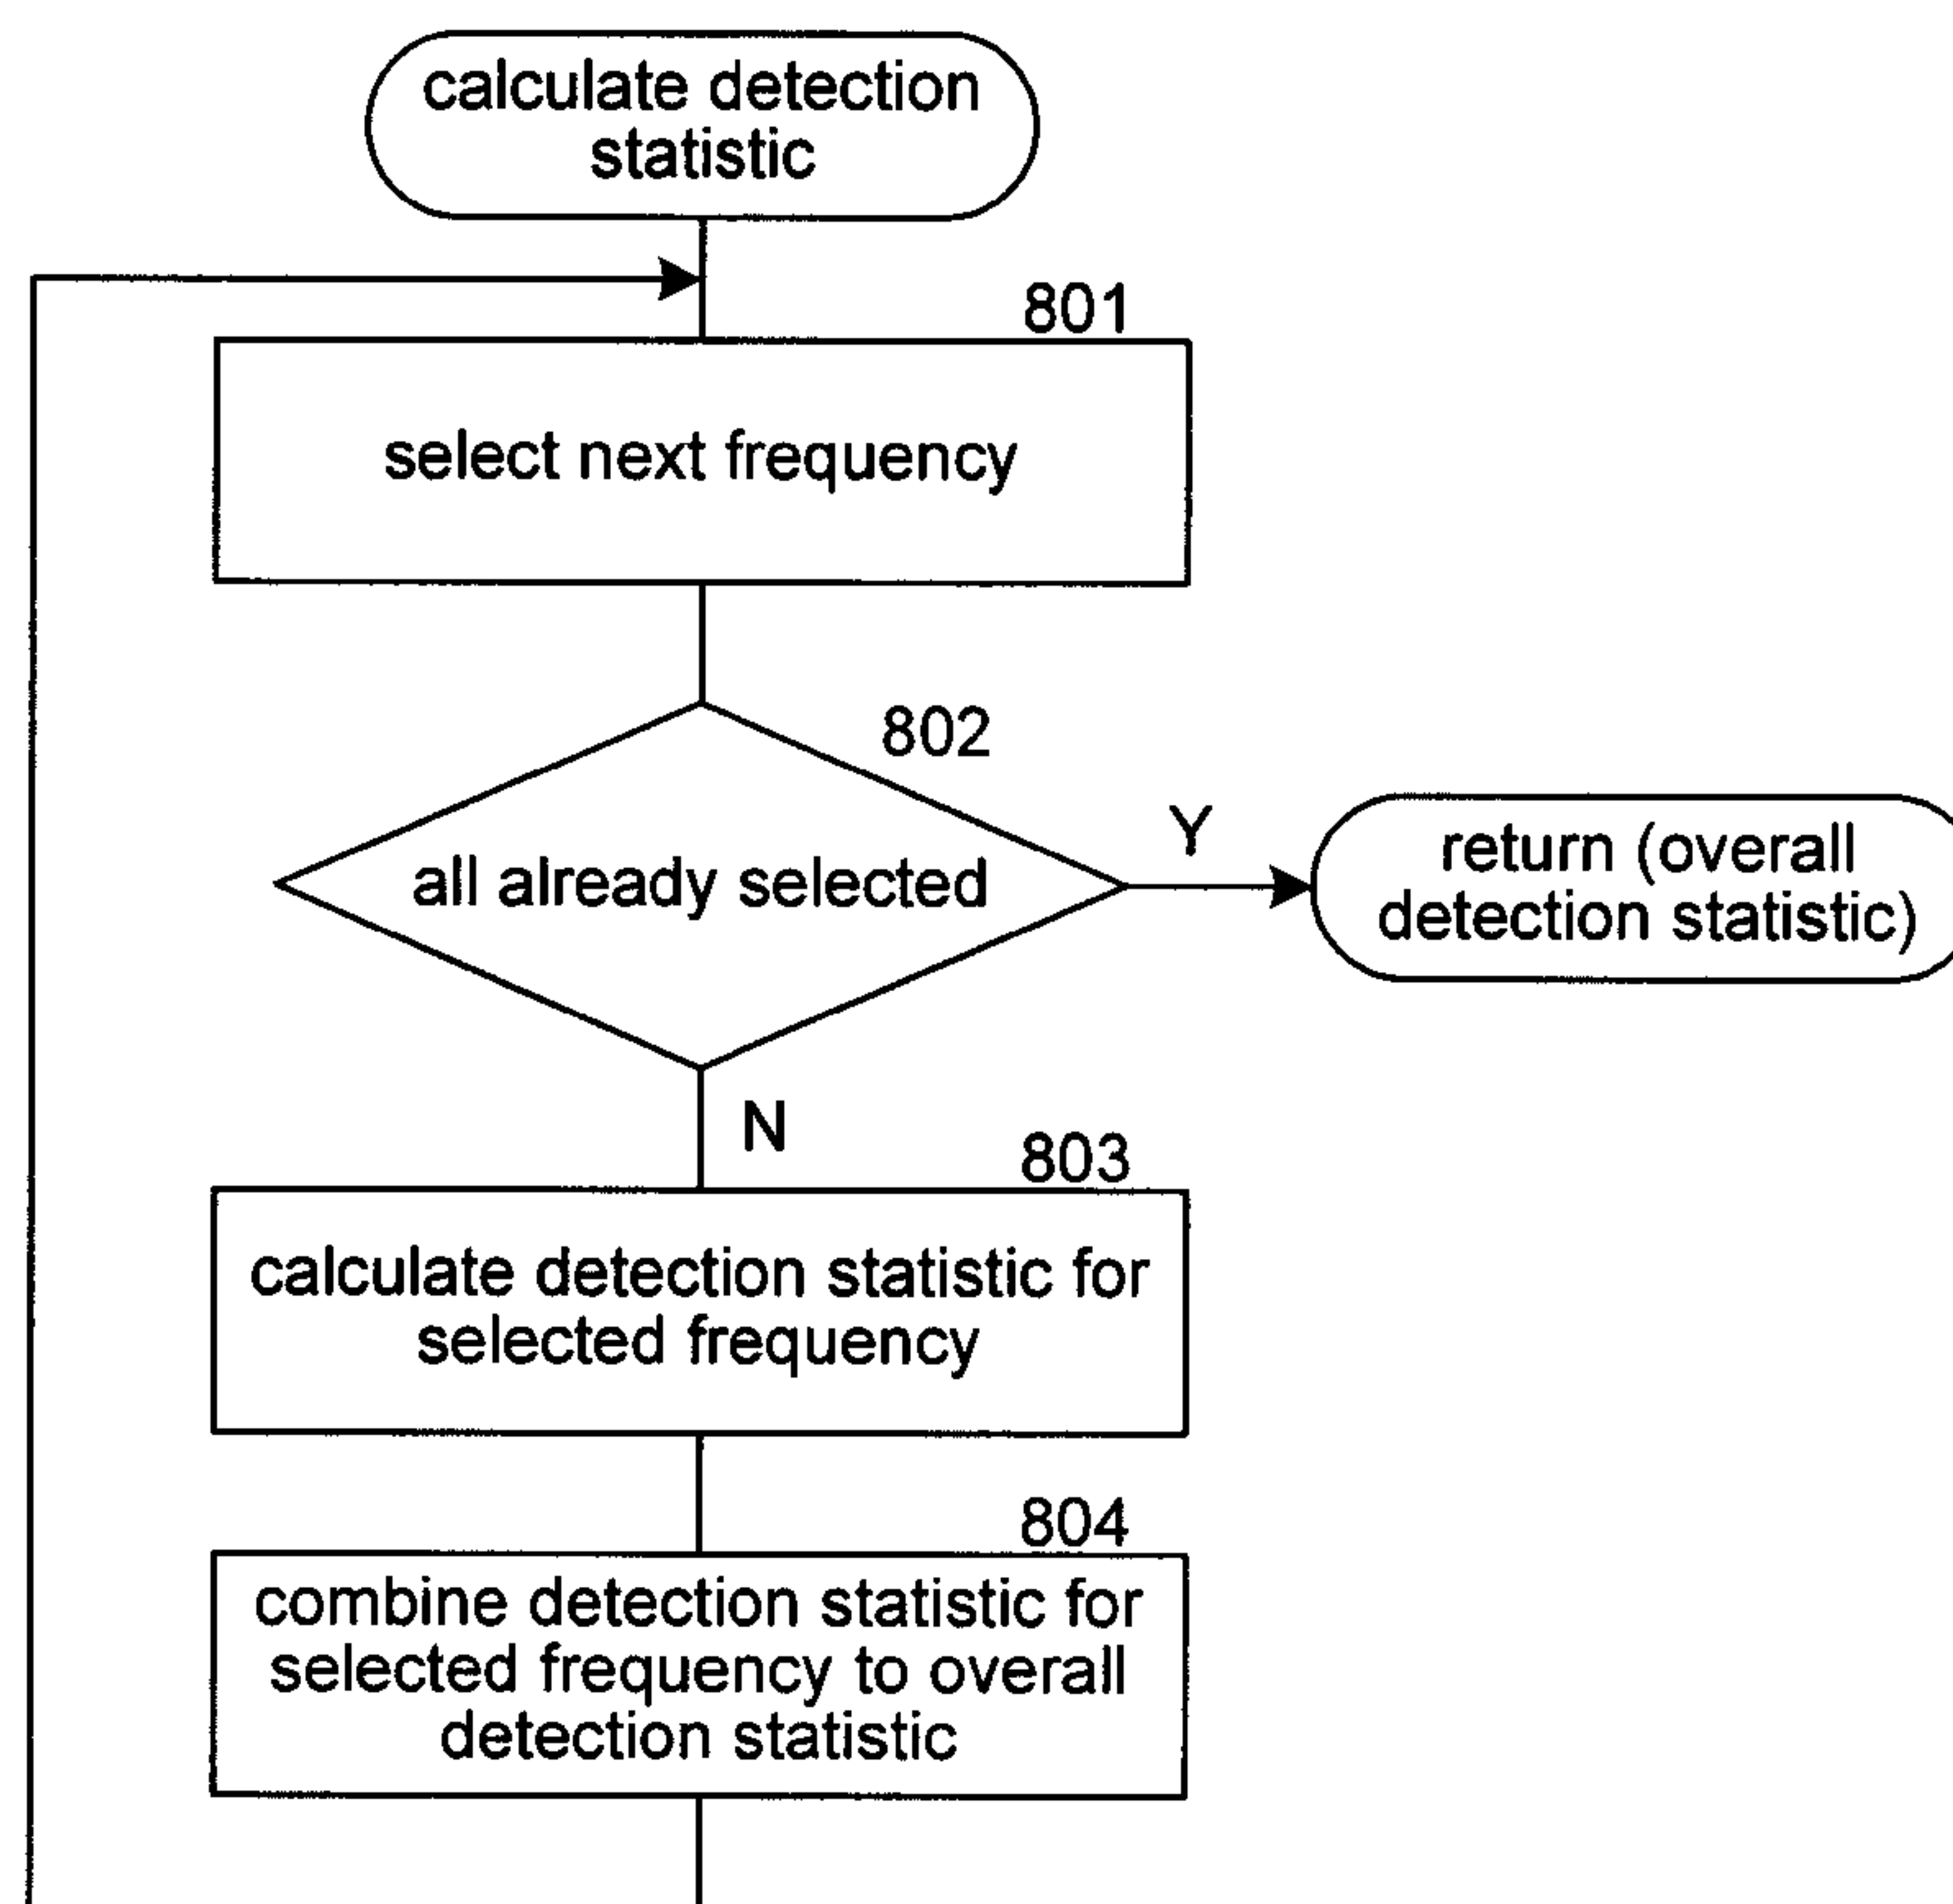 calculate detection
statistic
801
select next frequency
802
all already selected
Y
return (overall
detection statistic)
N
803
calculate detection statistic for
selected frequency
804
combine detection statistic for
selected frequency to overall
detection statistic